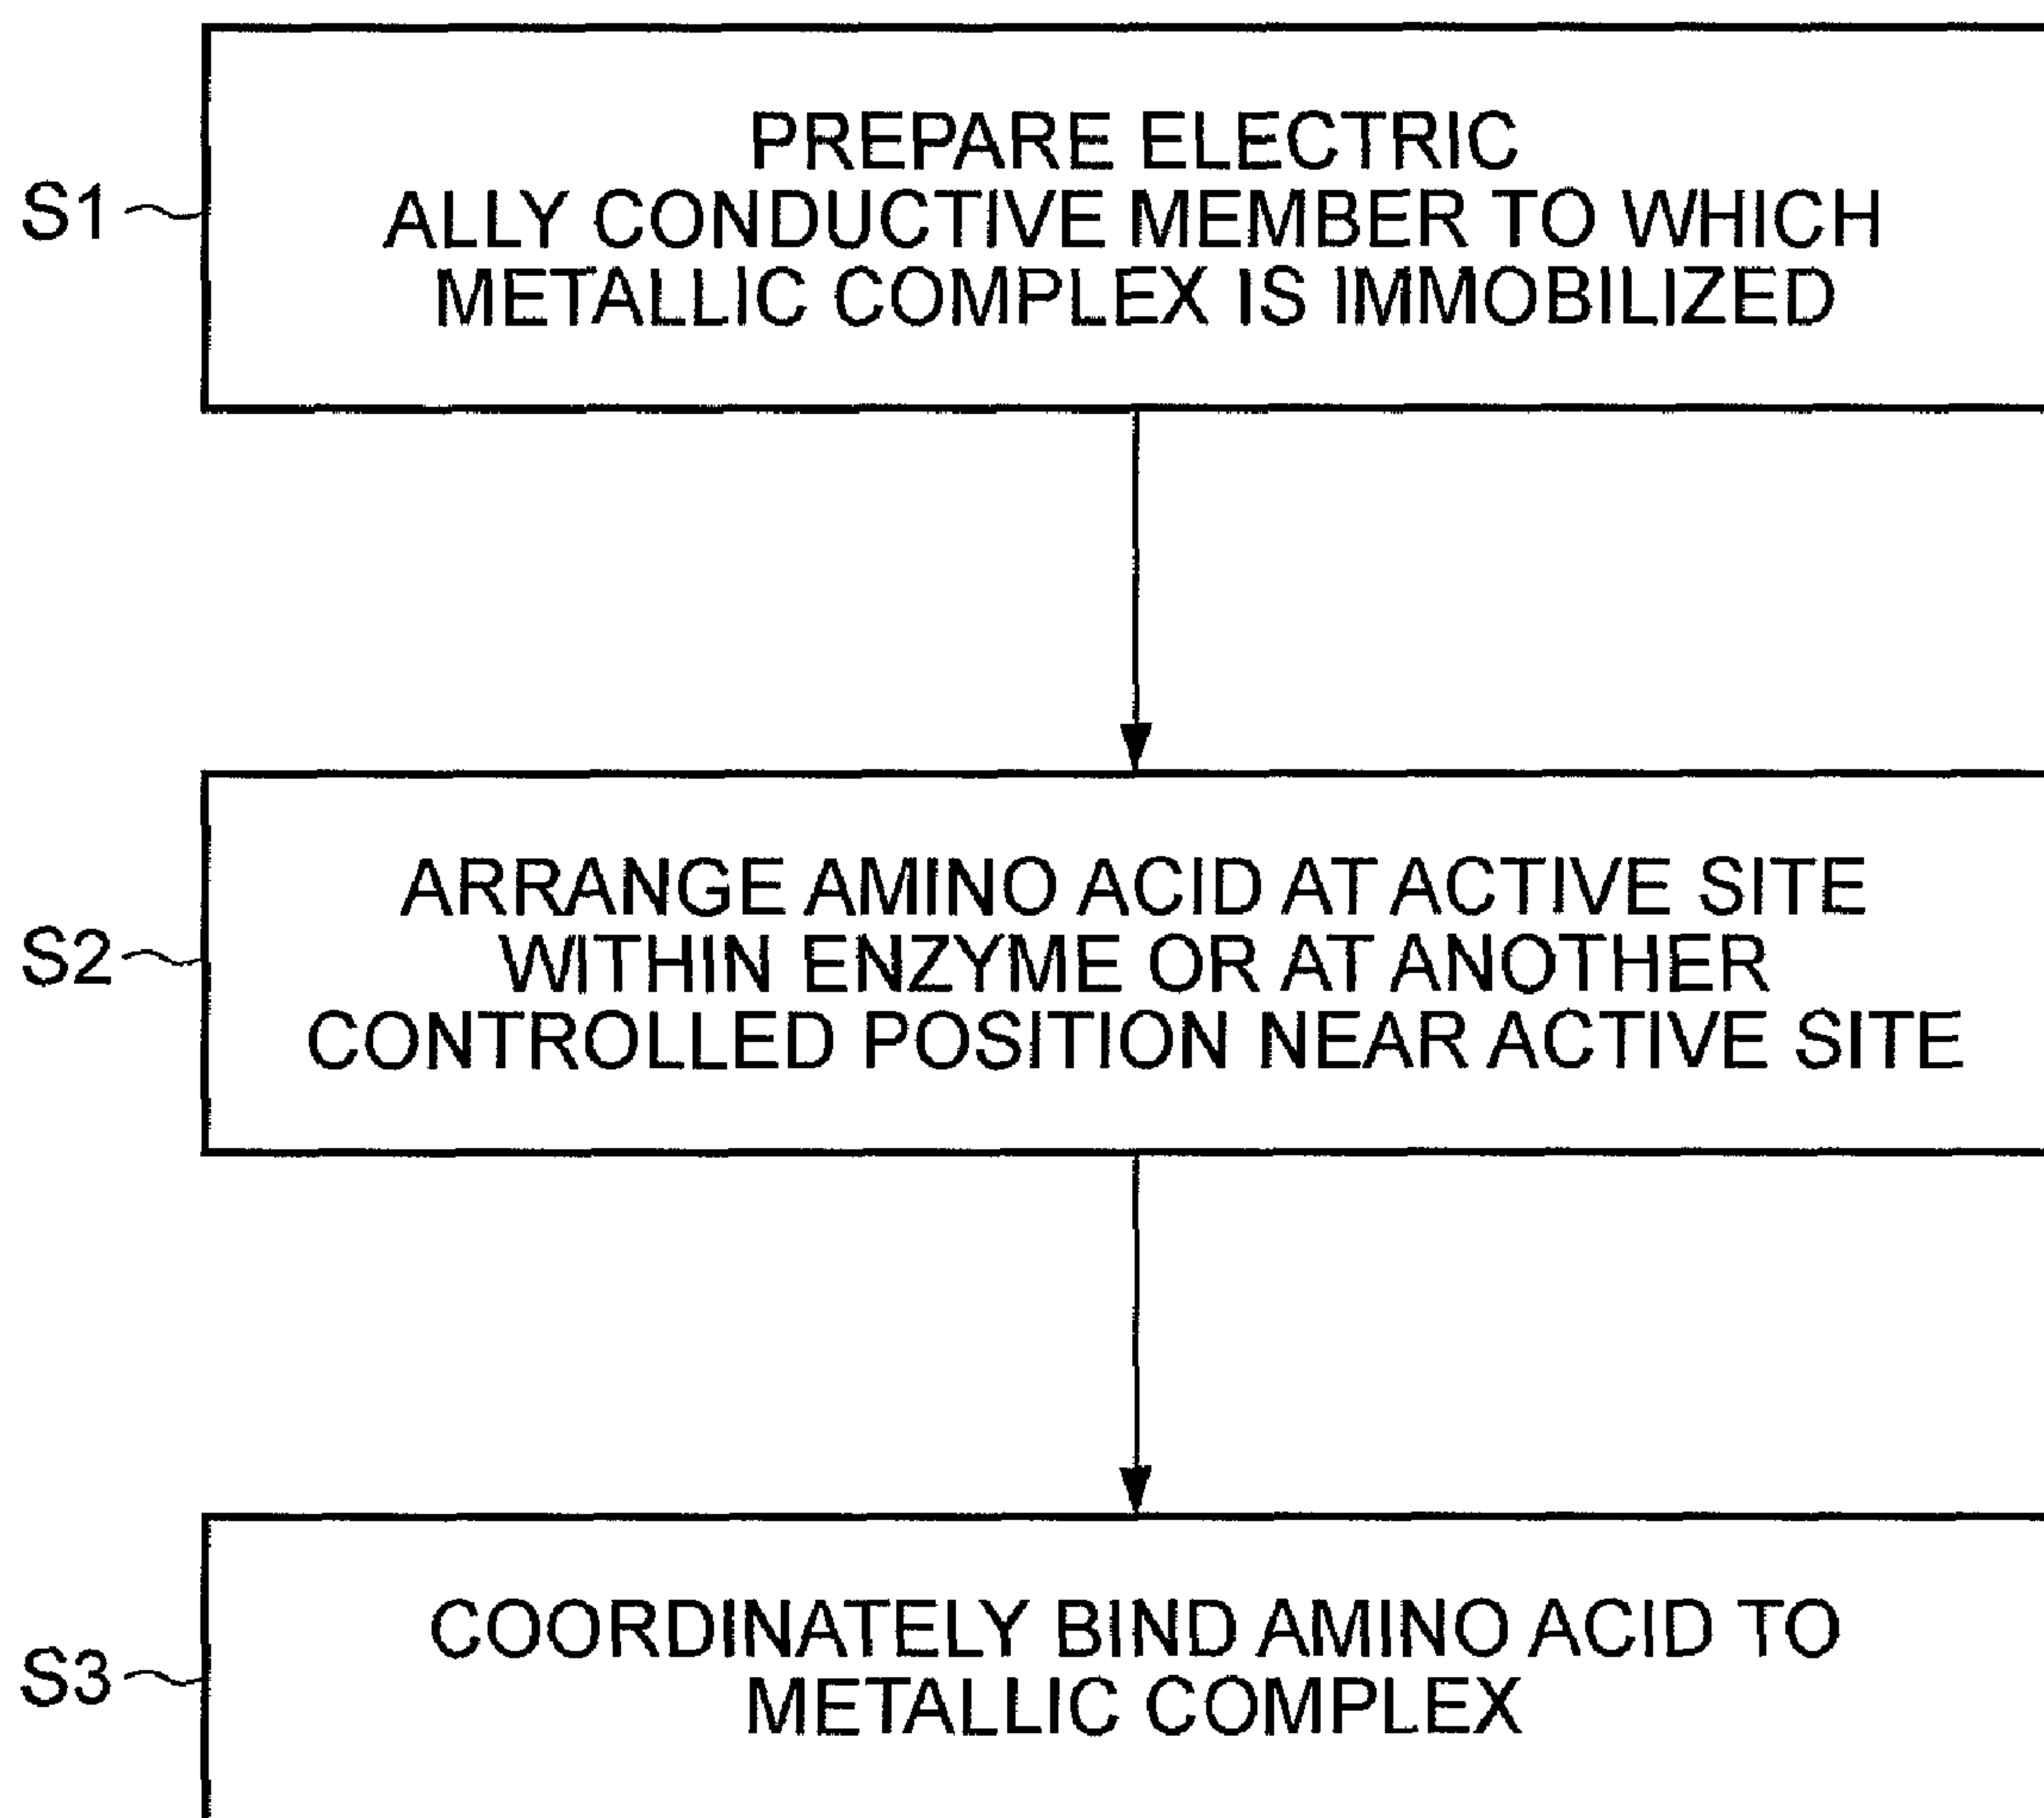 PREPARE ELECTRIC
S1 ALLY CONDUCTIVE MEMBER TO WHICH
METALLIC COMPLEX IS IMMOBILIZED
ARRANGE AMINO ACID AT ACTIVE SITE
S2 WITHIN ENZYME OR AT ANOTHER
CONTROLLED POSITION NEAR ACTIVE SITE
COORDINATELY BIND AMINO ACID TO
S3 METALLIC COMPLEX